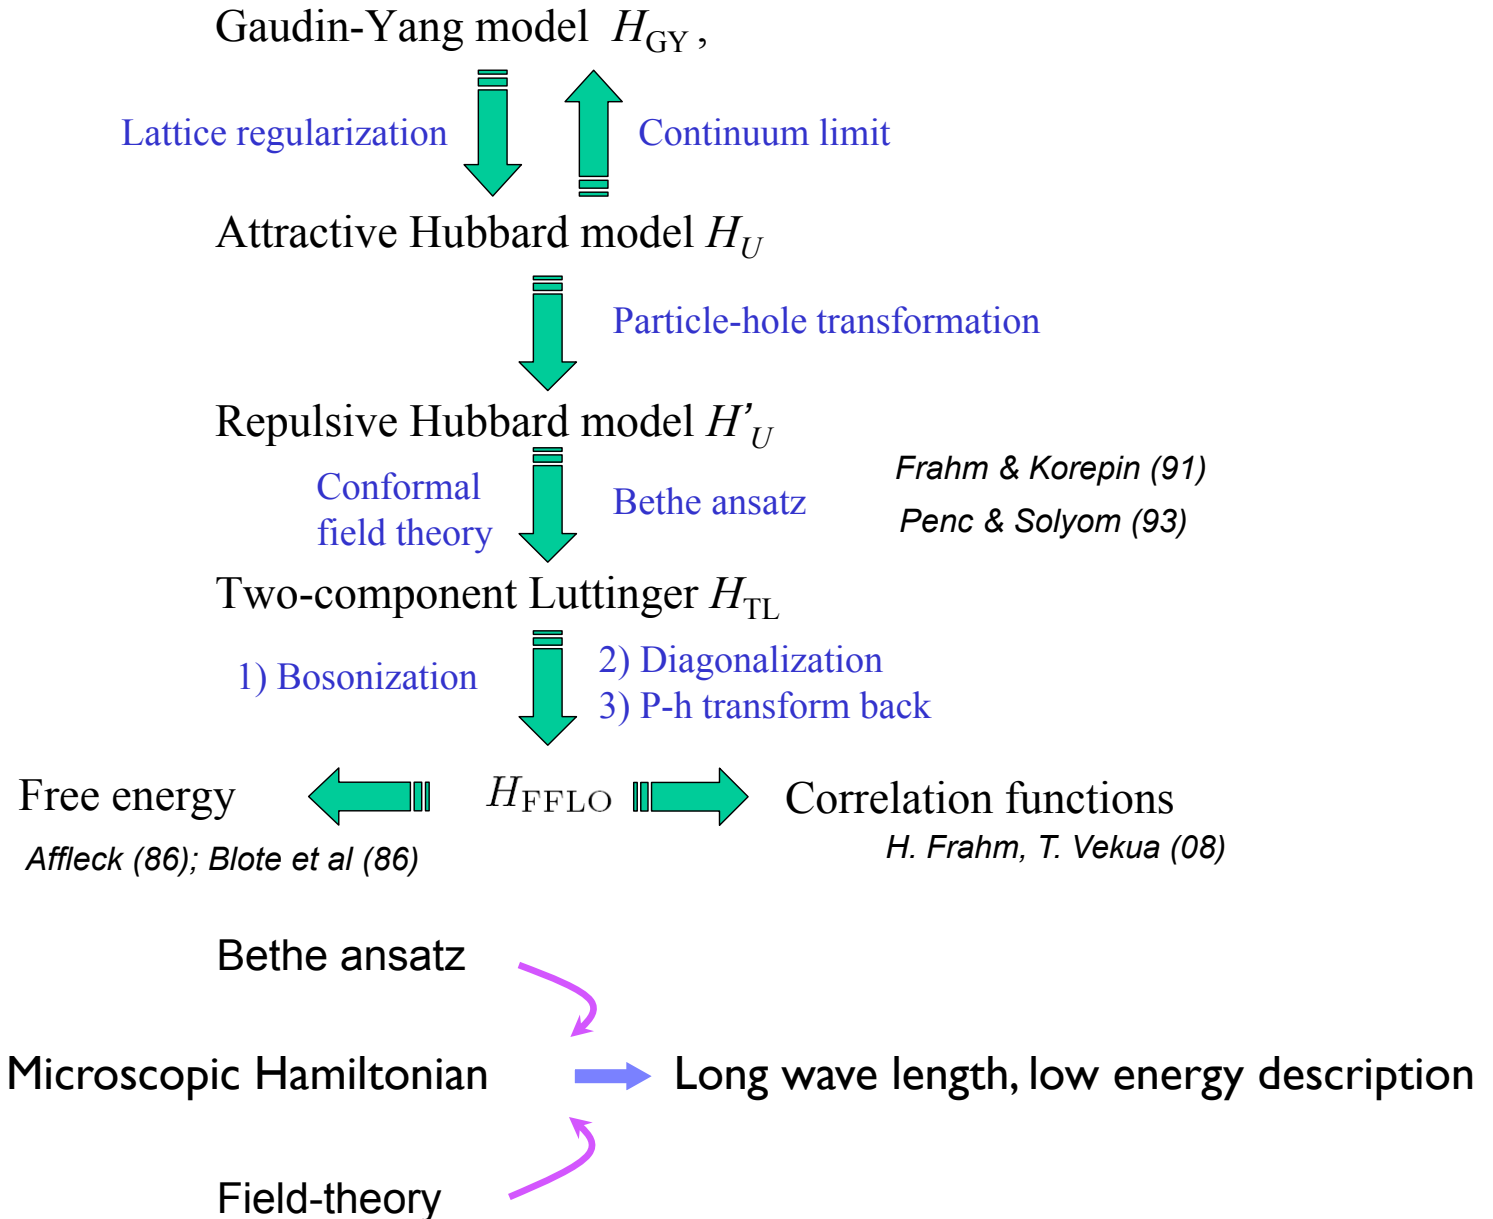 Gaudin-Yang model H_GY ,
Lattice regularization
Continuum limit
Attractive Hubbard model H_U
Particle-hole transformation
Repulsive Hubbard model H’_U
Conformal
field theory
Bethe ansatz
Frahm & Korepin (91)
Penc & Solyom (93)
Two-component Luttinger H_TL
1) Bosonization
2) Diagonalization
3) P-h transform back
Free energy
H_FFLO
Correlation functions
Affleck (86); Blote et al (86)
H. Frahm, T. Vekua (08)
Bethe ansatz
Microscopic Hamiltonian
Long wave length, low energy description
Field-theory